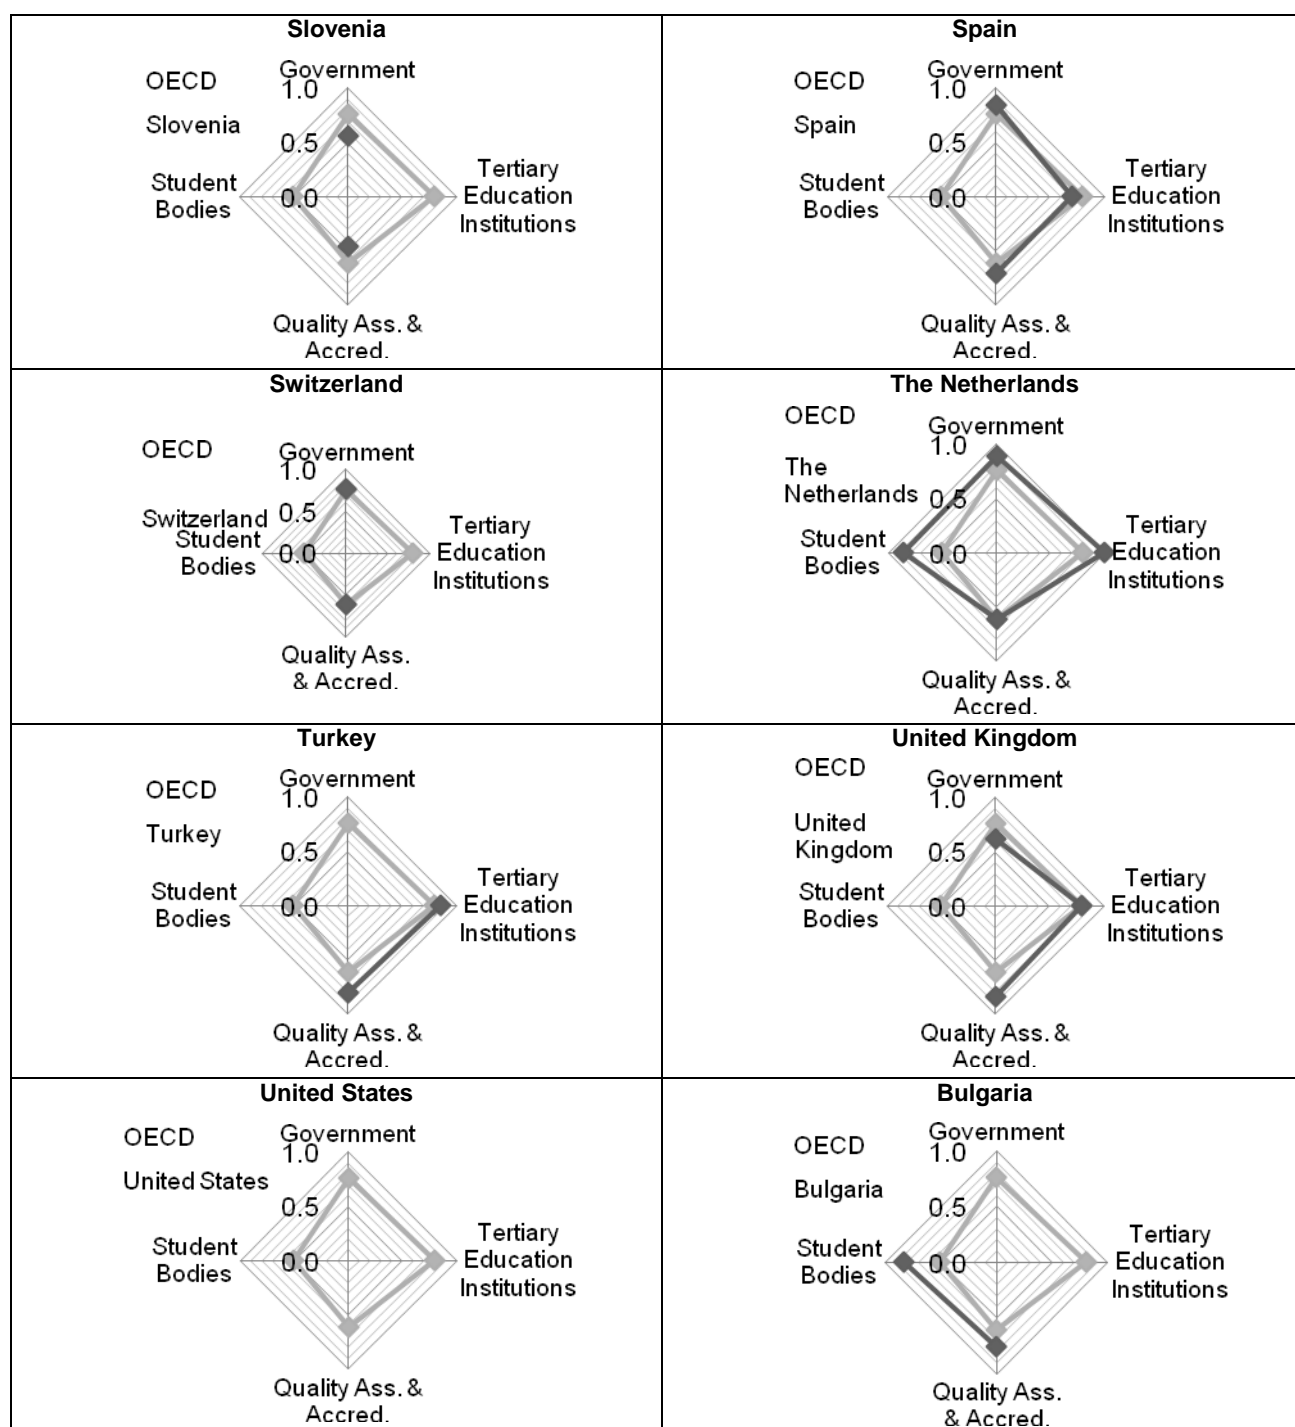 Slovenia
OECD
Slovenia
Government
1.0
0.5
0.0
Student
Bodies
Tertiary
Education
Institutions
Quality Ass. &
Accred.
Spain
OECD
Spain
Government
1.0
0.5
0.0
Student
Bodies
Tertiary
Education
Institutions
Quality Ass. &
Accred.
Switzerland
OECD
Switzerland
Government
1.0
0.5
0.0
Student
Bodies
Tertiary
Education
Institutions
Quality Ass.
& Accred.
The Netherlands
OECD
The
Netherlands
Government
1.0
0.5
0.0
Student
Bodies
Tertiary
Education
Institutions
Quality Ass. &
Accred.
Turkey
OECD
Turkey
Government
1.0
0.5
0.0
Student
Bodies
Tertiary
Education
Institutions
Quality Ass. &
Accred.
United Kingdom
OECD
United
Kingdom
Government
1.0
0.5
0.0
Student
Bodies
Tertiary
Education
Institutions
Quality Ass. &
Accred.
United States
OECD
United States
Government
1.0
0.5
0.0
Student
Bodies
Tertiary
Education
Institutions
Quality Ass. &
Accred.
Bulgaria
OECD
Bulgaria
Government
1.0
0.5
0.0
Student
Bodies
Tertiary
Education
Institutions
Quality Ass.
& Accred.